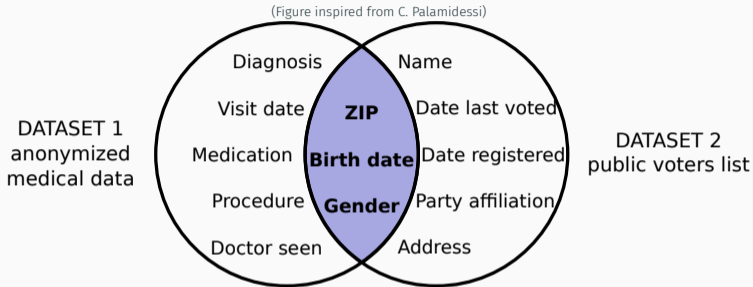 (Figure inspired from C. Palamidessi)
DATASET 1
anonymized
medical data
Diagnosis
Visit date
Medication
Procedure
Doctor seen
ZIP
Birth date
Gender
Name
Date last voted
Date registered
Party affiliation
Address
DATASET 2
public voters list